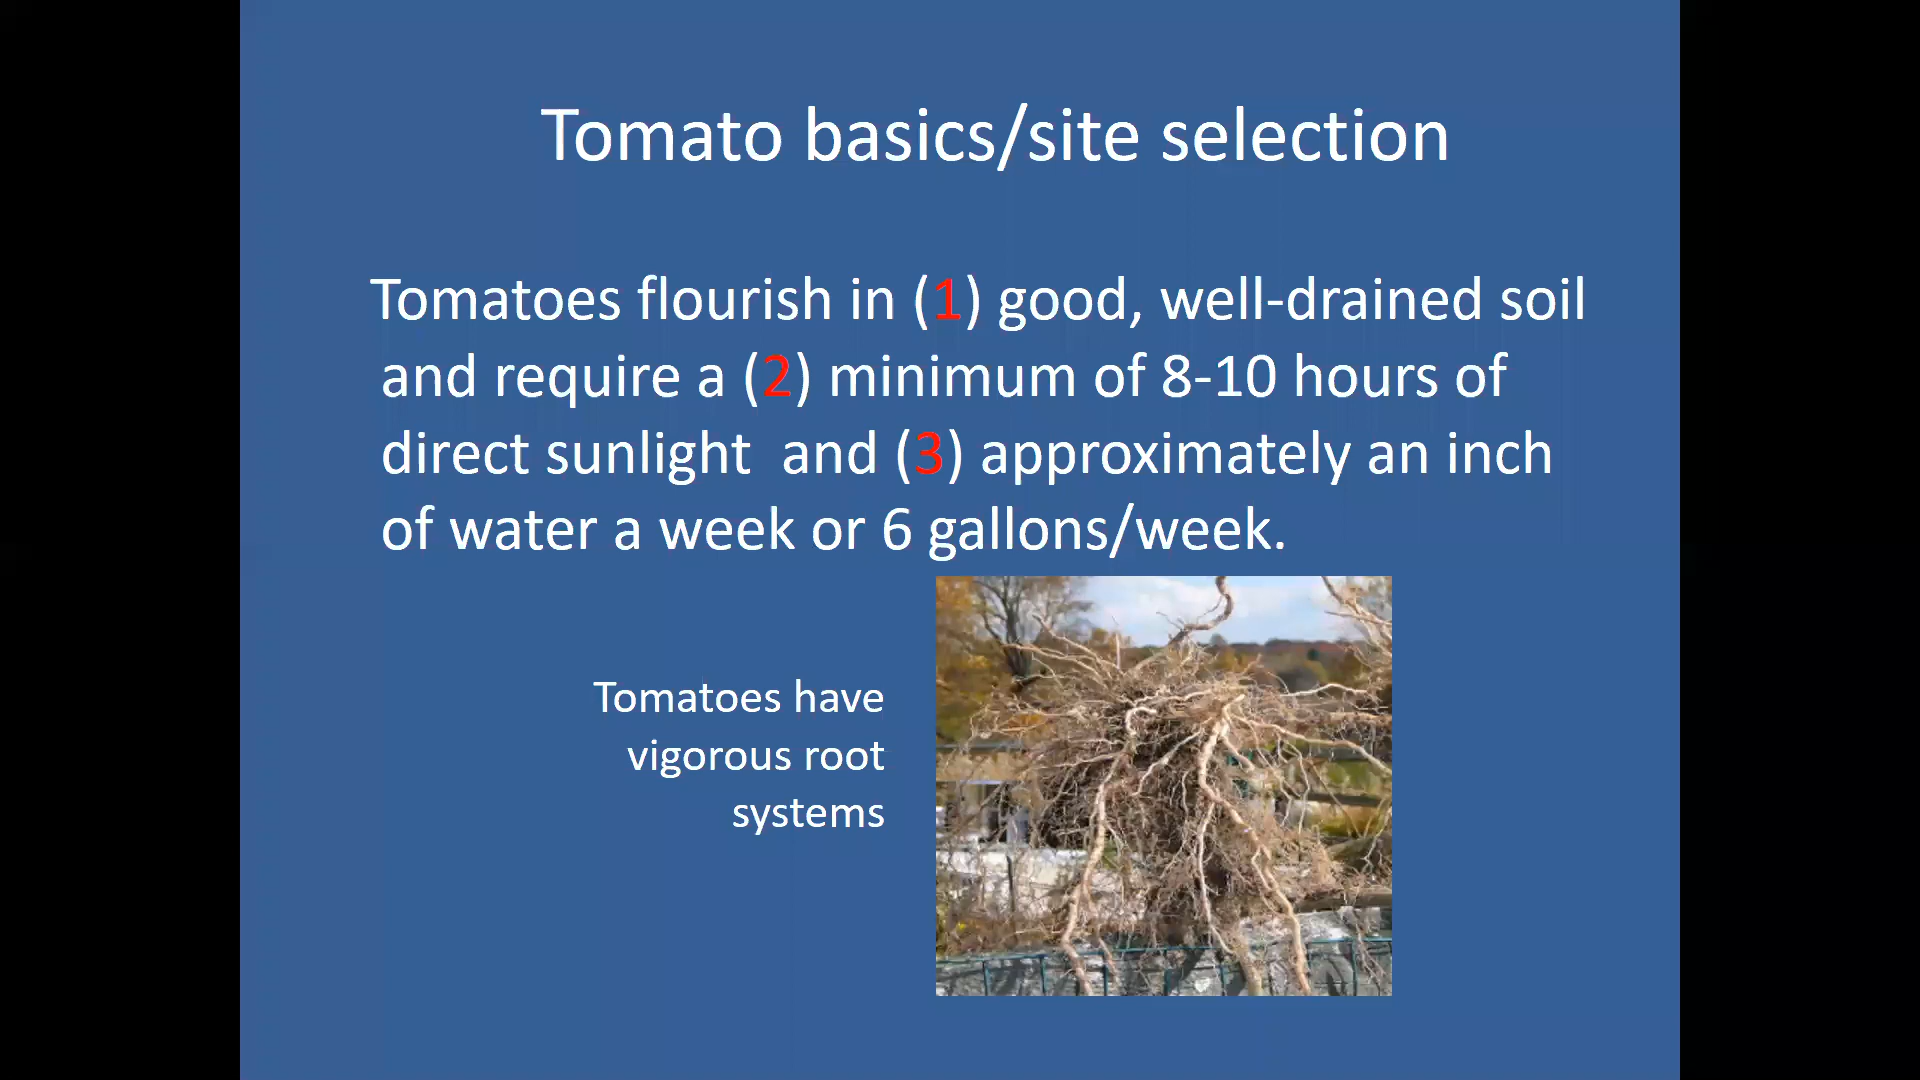 Tomato basics/site selection
Tomatoes flourish in (1) good, well-drained soil
and require a (2) minimum of 8-10 hours of
direct sunlight and (3) approximately an inch
of water a week or 6 gallons/week.
Tomatoes have
vigorous root
systems